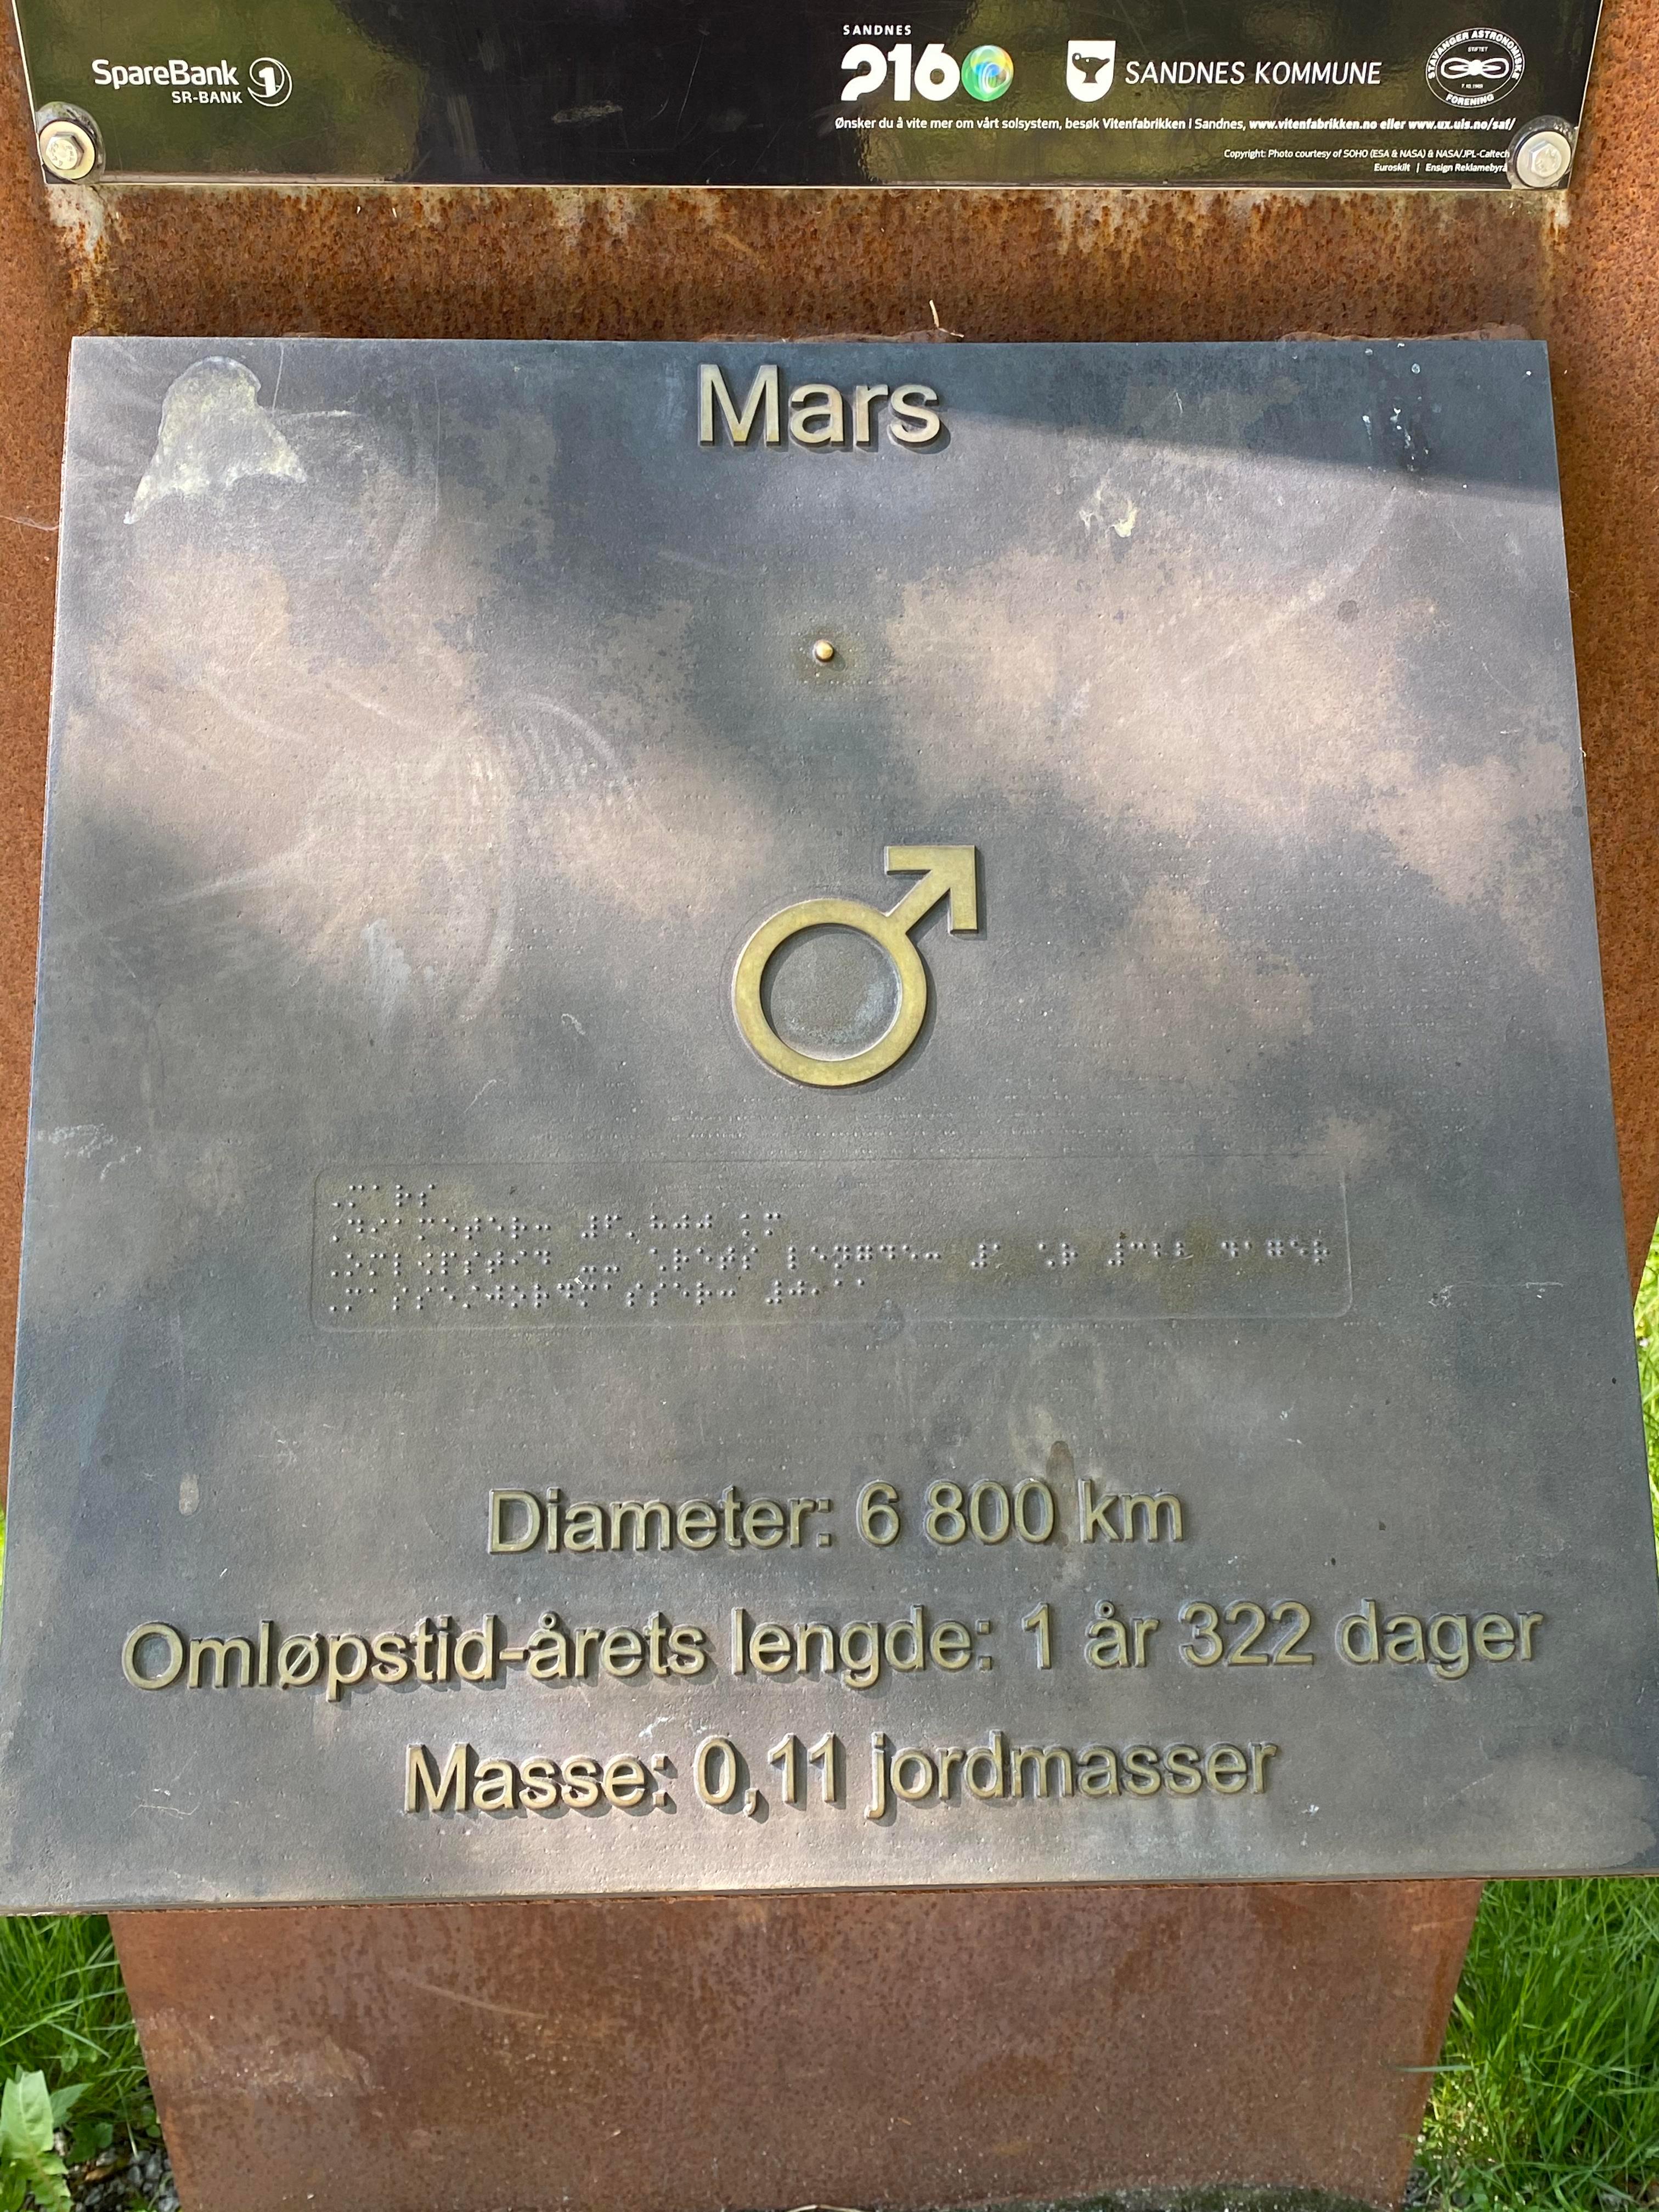 SpareBank 1
SR-BANK
SANDNES
2160
SANDNES KOMMUNE
STAVANGER ASTRONOMISKE
STIFTET
FORENING
Ønsker du å vite mer om vårt solsystem, besøk Vitenfabrikken i Sandnes, www.vitenfabrikken.no eller www.ux.uis.no/saf/
Copyright: Photo courtesy of SOHO (ESA & NASA) & NASA/JPL-Caltech
Euroskilt | Ensign Reklamebyrå
Mars
♂
Diameter: 6 800 km
Omløpstid-årets lengde: 1 år 322 dager
Masse: 0,11 jordmasser